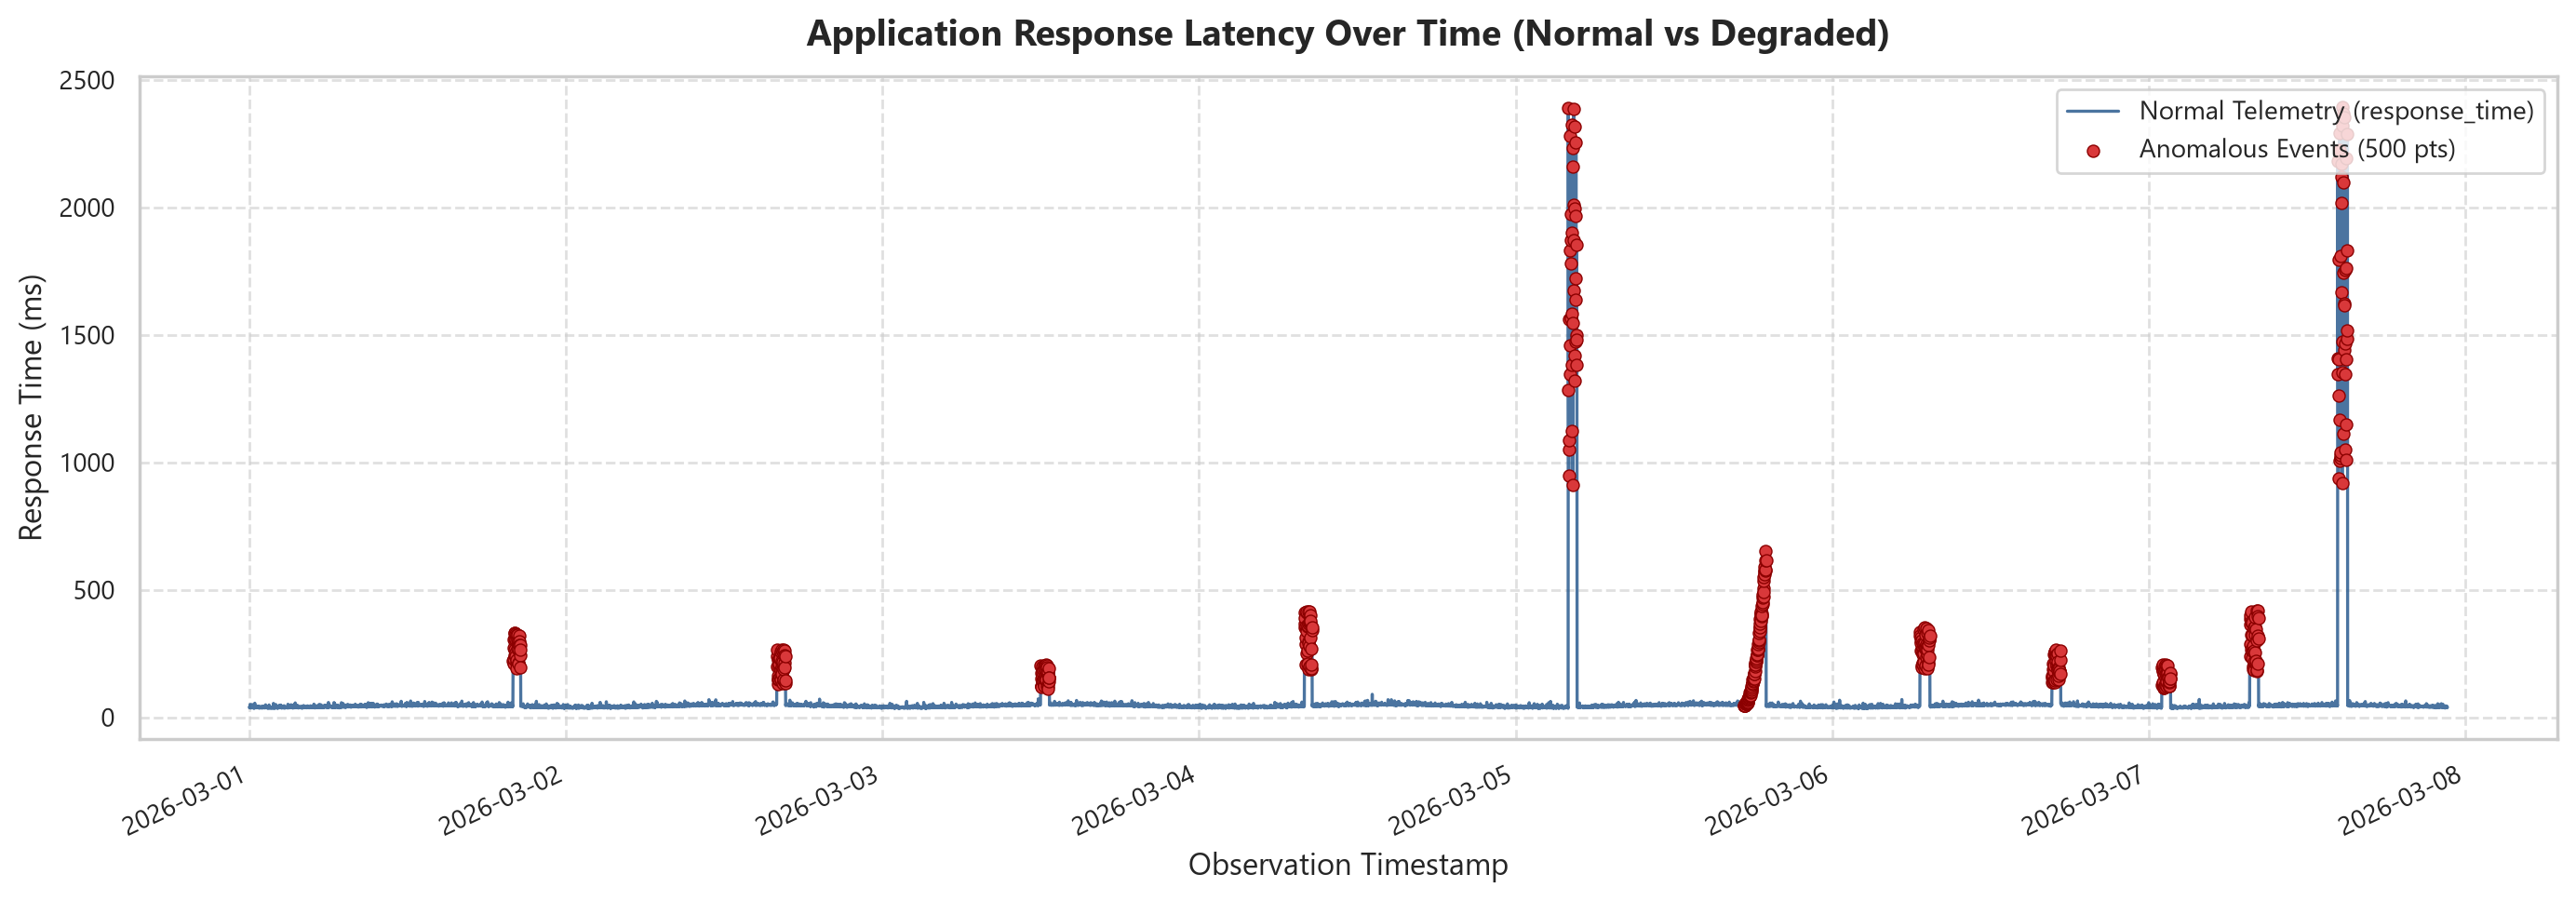 Application Response Latency Over Time (Normal vs Degraded)
2500
2000
1500
1000
500
0
Response Time (ms)
Normal Telemetry (response_time)
Anomalous Events (500 pts)
2026-03-01
2026-03-02
2026-03-03
2026-03-04
2026-03-05
2026-03-06
2026-03-07
2026-03-08
Observation Timestamp